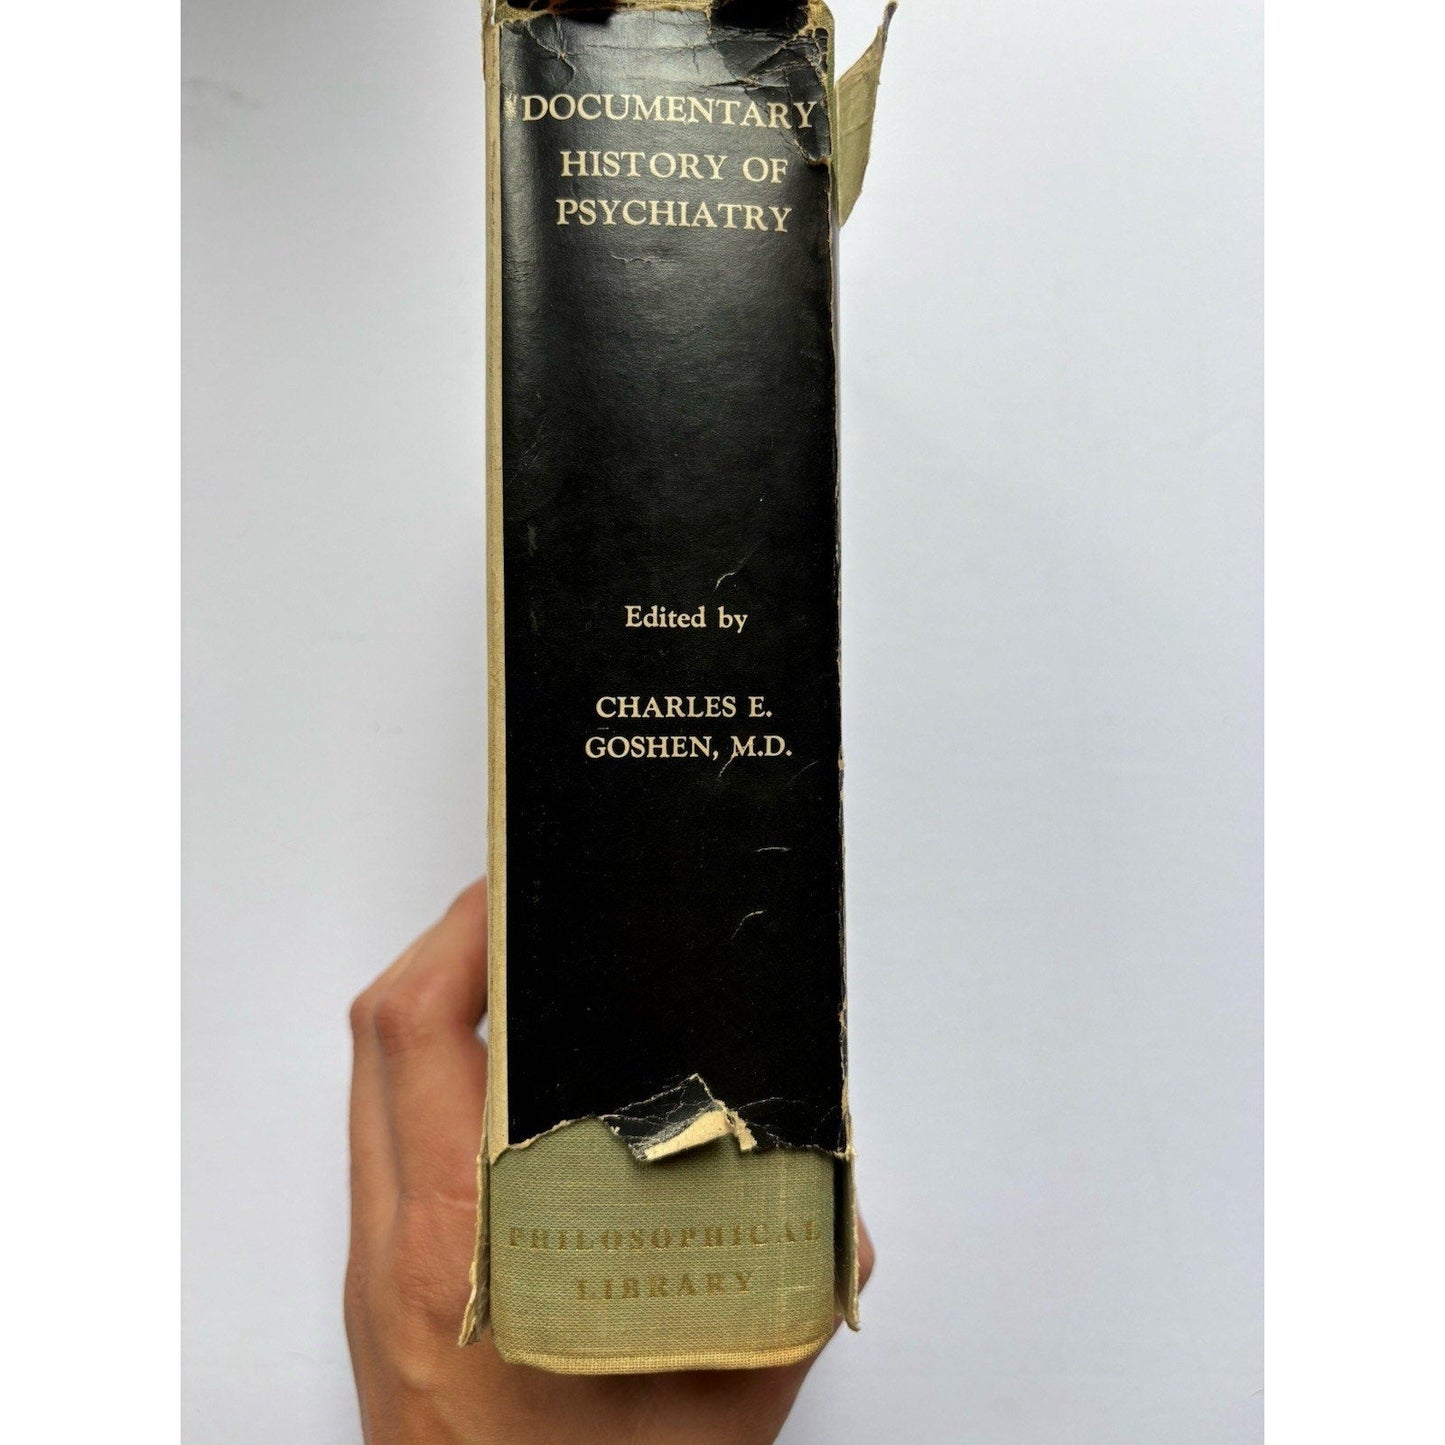 DOCUMENTARY
HISTORY OF
PSYCHIATRY
Edited by
CHARLES E.
GOSHEN, M.D.
PHILOSOPHICAL
LIBRARY